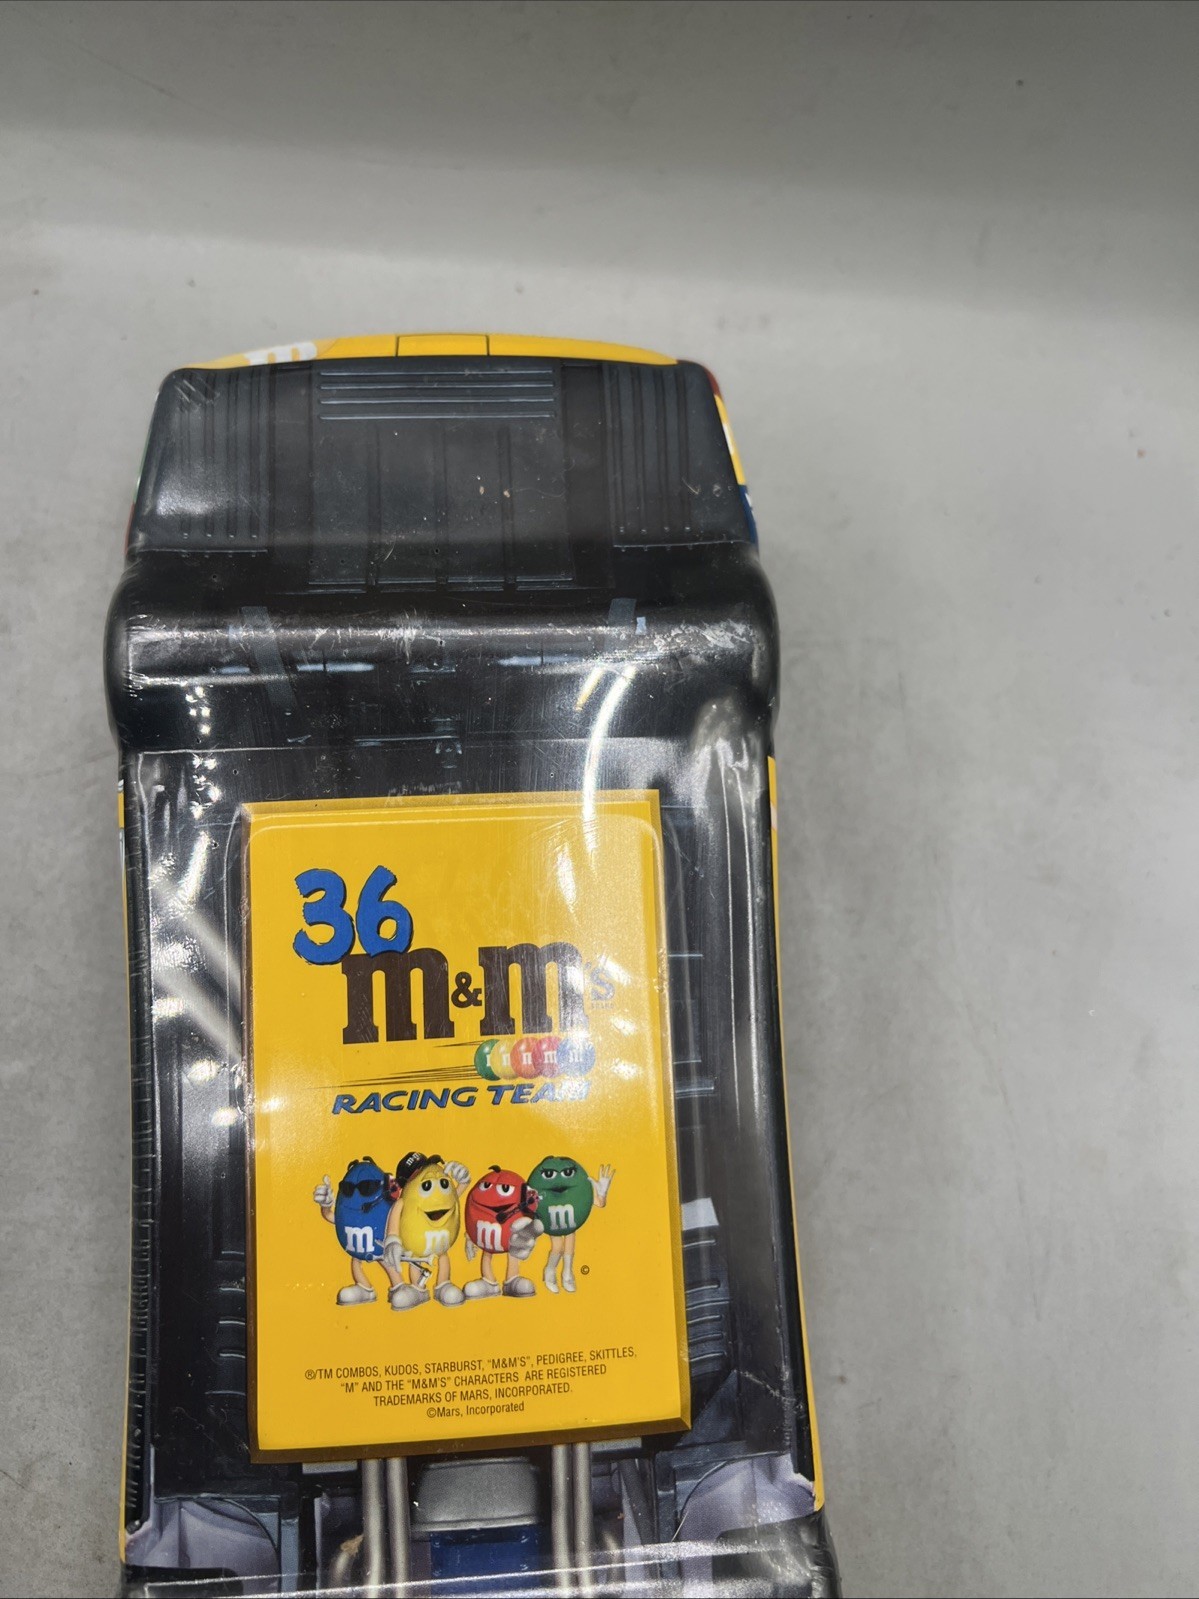 36
m&m's
m m m m
RACING TEAM
m&m's
m m m m
©
®/TM COMBOS, KUDOS, STARBURST, "M&M'S", PEDIGREE, SKITTLES,
"M" AND THE "M&M'S" CHARACTERS ARE REGISTERED
TRADEMARKS OF MARS, INCORPORATED.
©Mars, Incorporated